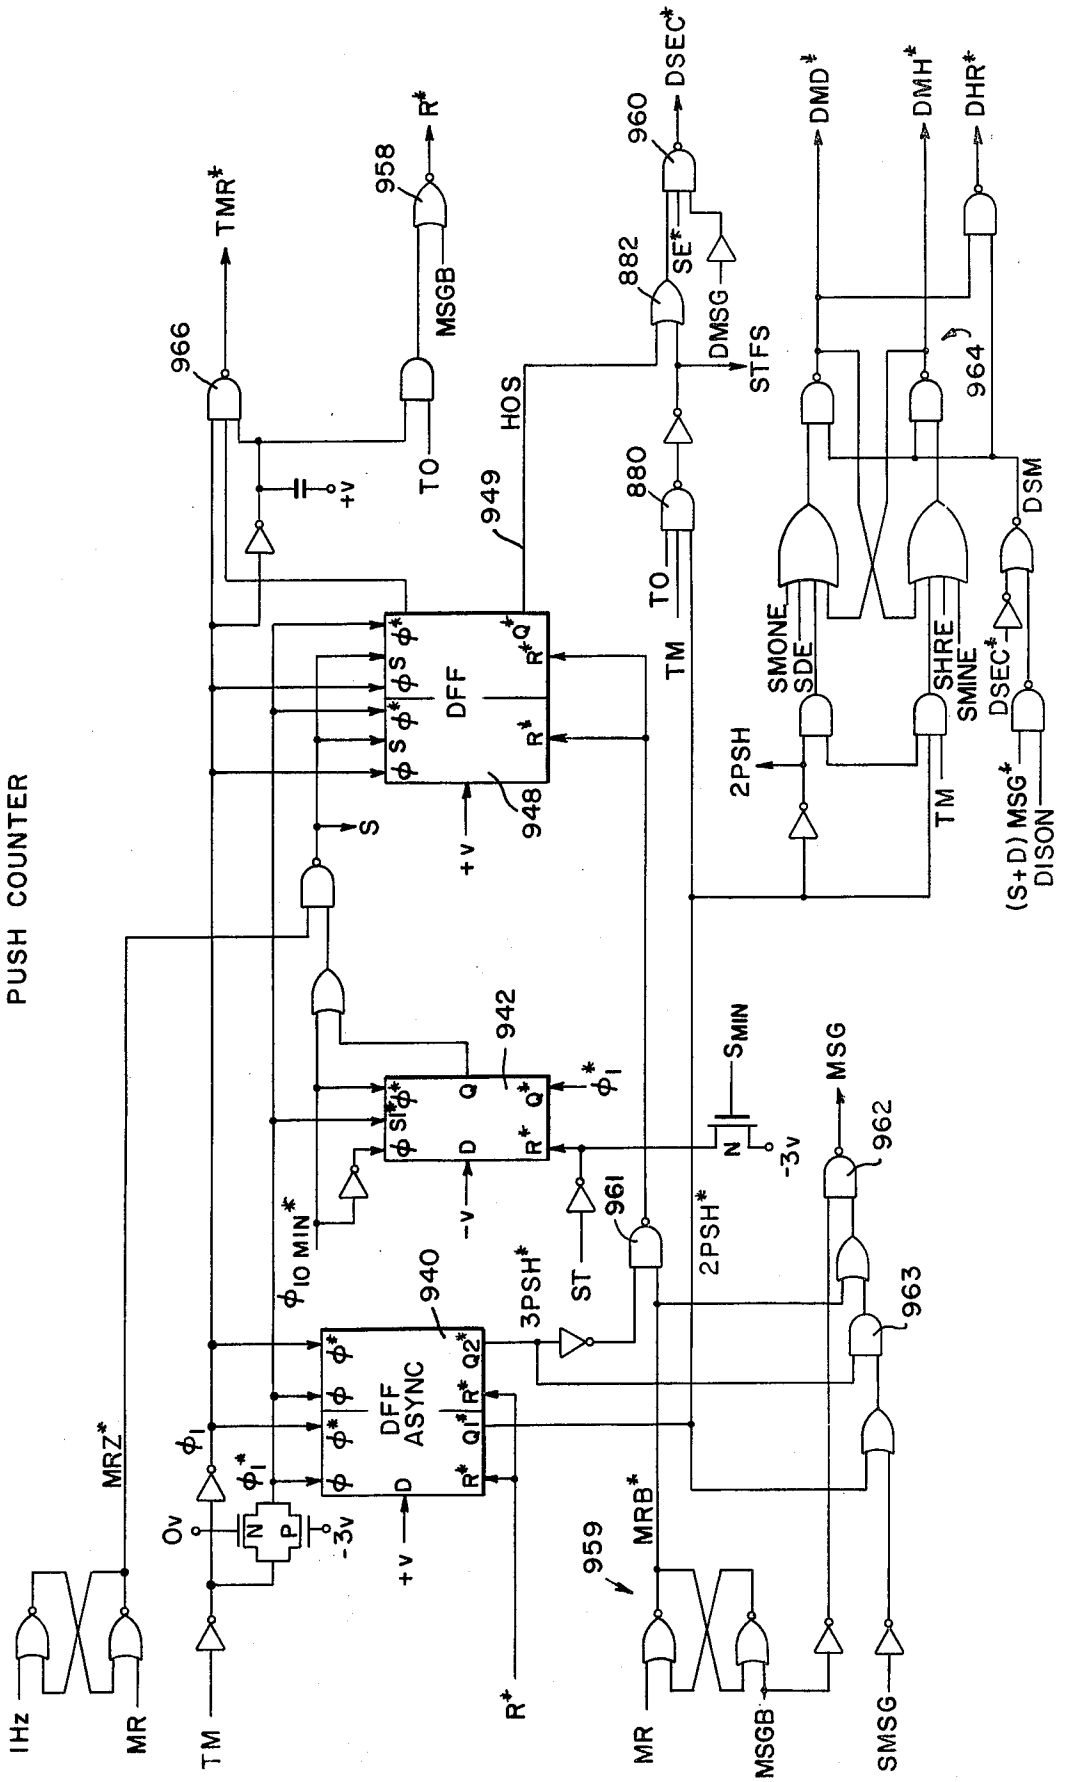 PUSH COUNTER
1Hz
MR
MRZ*
TM
0v
N
P
-3v
ϕ1
ϕ1*
+v
D
ϕ
ϕ*
ϕ
ϕ*
DFF
ASYNC
R*
Q1*
R*
Q2*
940
R*
ϕ10 MIN*
3PSH*
-v
D
ϕ
SI*
ϕ*
Q
R*
Q*
942
ϕ1*
ST
961
N
SMIN
-3v
S
+v
ϕ
S
ϕ*
ϕ
S
ϕ*
DFF
R*
R*
*Q
948
949
HOS
966
TMR*
+v
TO
958
MSGB
R*
TO
TM
880
882
STFS
SE*
DMSG
960
DSEC*
MR
959
MRB*
MSGB
SMSG
2PSH*
963
962
MSG
2PSH
TM
SMONE
SDE
SHRE
SMINE
DSEC*
(S+D) MSG*
DISON
DSM
964
DMD*
DMH*
DHR*